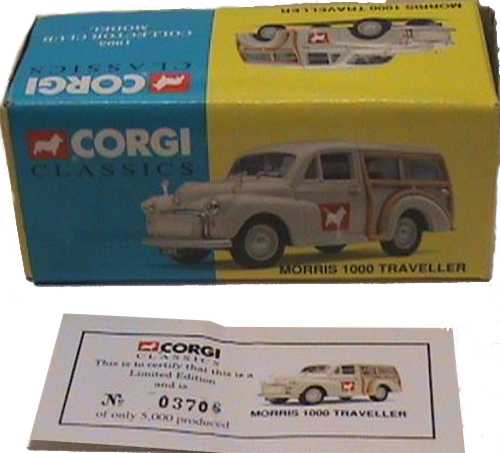 MORRIS 1000 TRAVELLER
1995
COLLECTOR CLUB
MODEL
CORGI
CLASSICS
CORGI
CLASSICS
MORRIS 1000 TRAVELLER
CORGI
CLASSICS
This is to certify that this is a
Limited Edition
and is
No 03706
of only 5,000 produced
MORRIS 1000 TRAVELLER